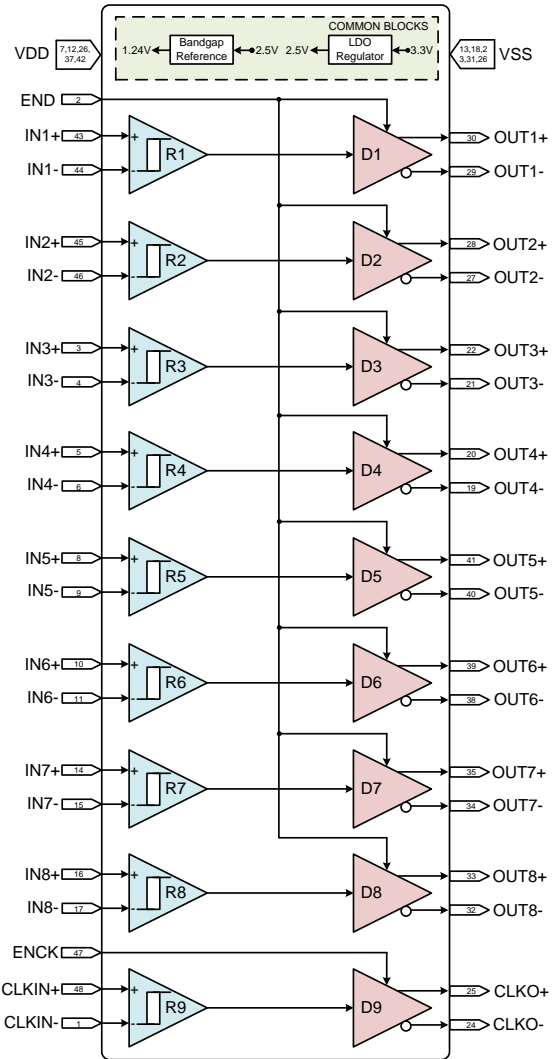 COMMON BLOCKS
1.24V Bandgap Reference 2.5V 2.5V LDO Regulator 3.3V
VDD 7,12,26, 37,42
13,18,2 3,31,26 VSS
END 2
IN1+ 43 + R1 D1 30 OUT1+
IN1- 44 - 29 OUT1-
IN2+ 45 + R2 D2 28 OUT2+
IN2- 46 - 27 OUT2-
IN3+ 3 + R3 D3 22 OUT3+
IN3- 4 - 21 OUT3-
IN4+ 5 + R4 D4 20 OUT4+
IN4- 6 - 19 OUT4-
IN5+ 8 + R5 D5 41 OUT5+
IN5- 9 - 40 OUT5-
IN6+ 10 + R6 D6 39 OUT6+
IN6- 11 - 38 OUT6-
IN7+ 14 + R7 D7 35 OUT7+
IN7- 15 - 34 OUT7-
IN8+ 16 + R8 D8 33 OUT8+
IN8- 17 - 32 OUT8-
ENCK 47
CLKIN+ 48 + R9 D9 25 CLKO+
CLKIN- 1 - 24 CLKO-